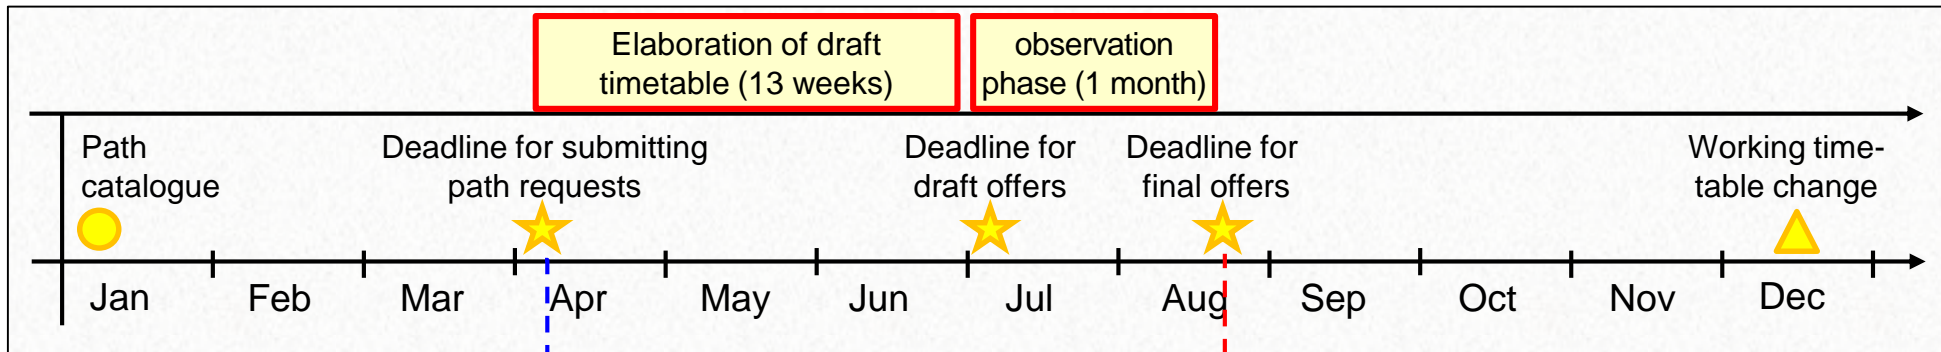 Elaboration of draft
timetable (13 weeks)
observation
phase (1 month)
Path
catalogue
Deadline for submitting
path requests
Deadline for
draft offers
Deadline for
final offers
Working time-
table change
Jan
Feb
Mar
Apr
May
Jun
Jul
Aug
Sep
Oct
Nov
Dec